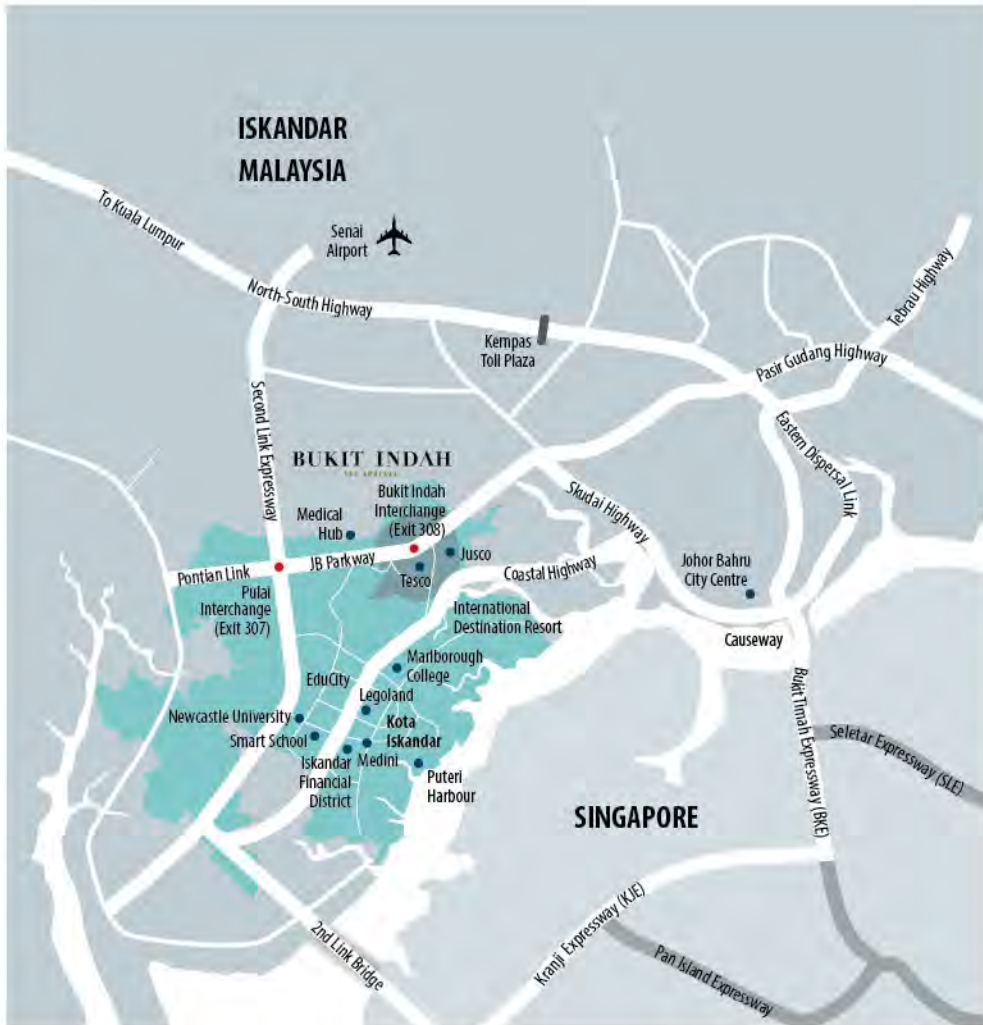 ISKANDAR
MALAYSIA
To Kuala Lumpur
Senai
Airport
North-South Highway
Kempas
Toll Plaza
Tebrau Highway
Pasir Gudang Highway
Second Link Expressway
Eastern Dispersal Link
BUKIT INDAH
Bukit Indah
Interchange
(Exit 308)
Medical
Hub
Skudai Highway
Jusco
JB Parkway
Tesco
Pontian Link
Coastal Highway
Johor Bahru
City Centre
Pulai
Interchange
(Exit 307)
International
Destination Resort
Causeway
Marlborough
College
EduCity
Legoland
Newcastle University
Kota
Iskandar
Smart School
Medini
Iskandar
Financial
District
Puteri
Harbour
Bukit Timah Expressway (BKE)
Seletar Expressway (SLE)
SINGAPORE
2nd Link Bridge
Kranji Expressway (KJE)
Pan Island Expressway